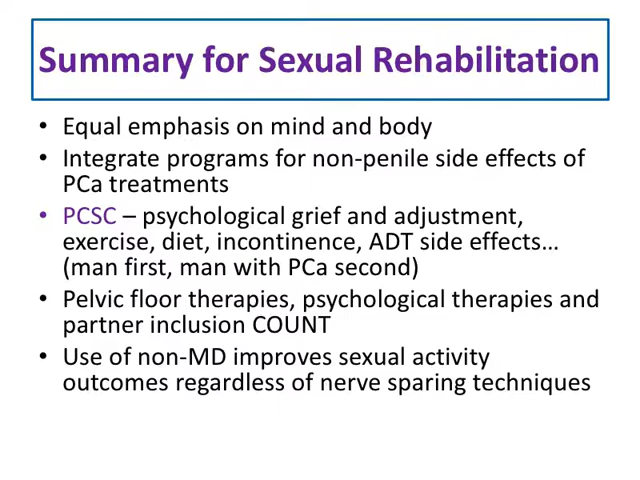 Summary for Sexual Rehabilitation
• Equal emphasis on mind and body
• Integrate programs for non-penile side effects of
PCa treatments
• PCSC – psychological grief and adjustment,
exercise, diet, incontinence, ADT side effects…
(man first, man with PCa second)
• Pelvic floor therapies, psychological therapies and
partner inclusion COUNT
• Use of non-MD improves sexual activity
outcomes regardless of nerve sparing techniques